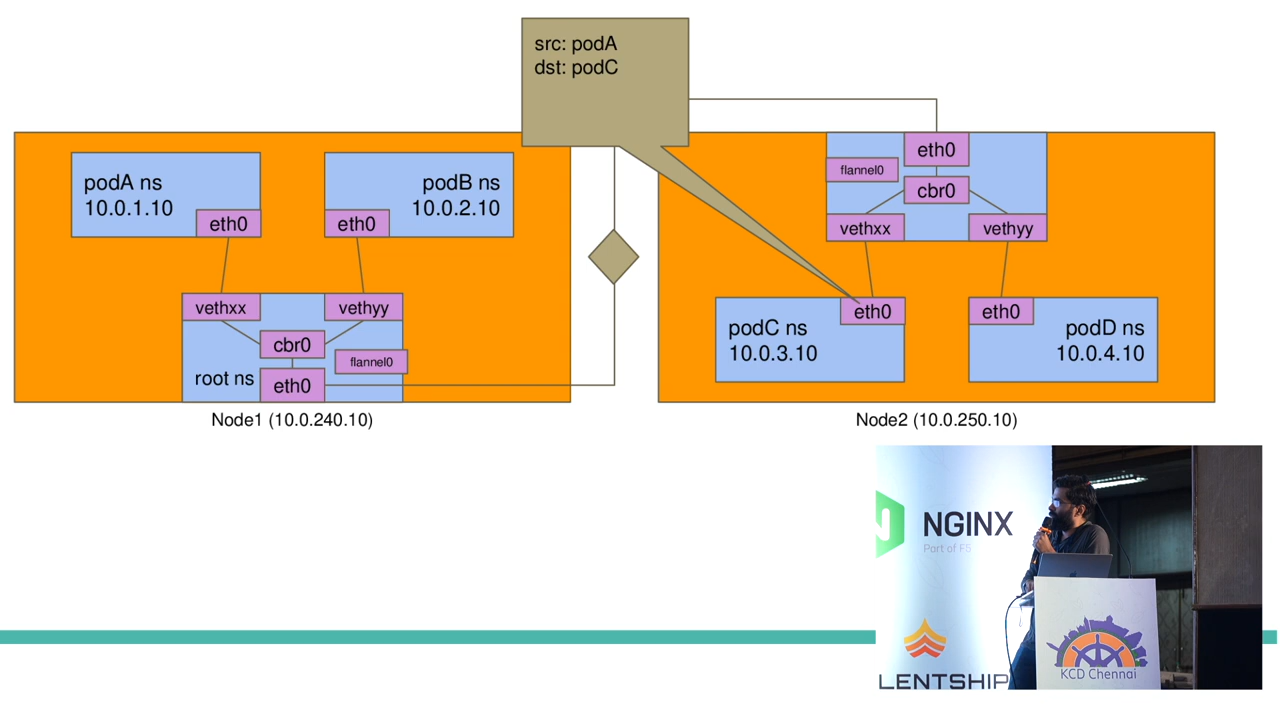 src: podA
dst: podC
podA ns
10.0.1.10
eth0
podB ns
10.0.2.10
eth0
vethxx
vethyy
cbr0
flannel0
root ns
eth0
Node1 (10.0.240.10)
eth0
flannel0
cbr0
vethxx
vethyy
podC ns
10.0.3.10
eth0
eth0
podD ns
10.0.4.10
Node2 (10.0.250.10)
NGINX
Part of F5
LENTSHIP
KCD Chennai